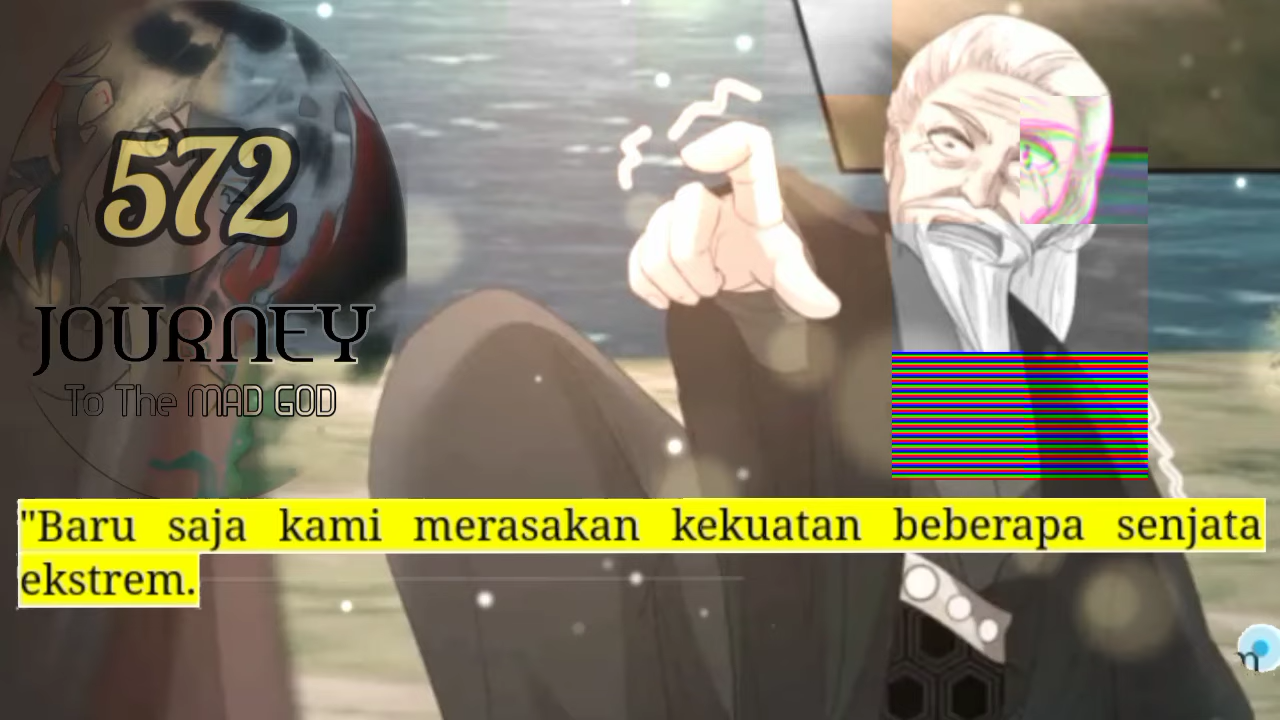 572
JOURNEY
To The MAD GOD
"Baru saja kami merasakan kekuatan beberapa senjata
ekstrem.